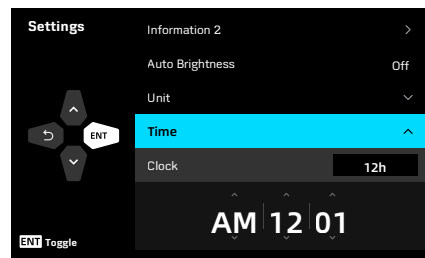 Settings
Information 2
Auto Brightness Off
Unit
ENT
Time
Clock 12h
AM 12 01
ENT Toggle